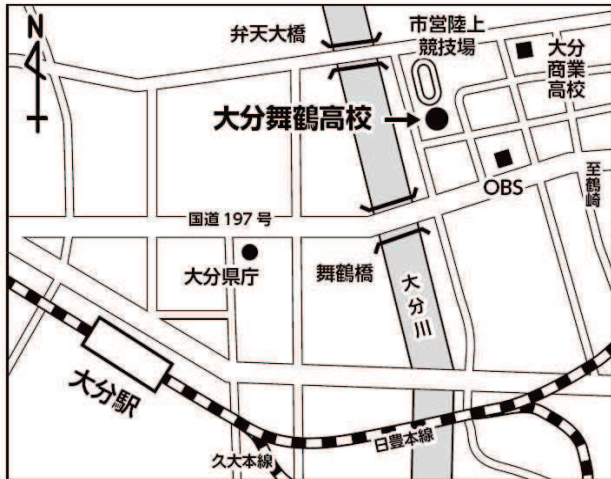 N
弁天大橋
市営陸上
競技場
大分
商業
高校
大分舞鶴高校
OBS
至鶴崎
国道197号
大分県庁
舞鶴橋
大分川
大分駅
日豊本線
久大本線